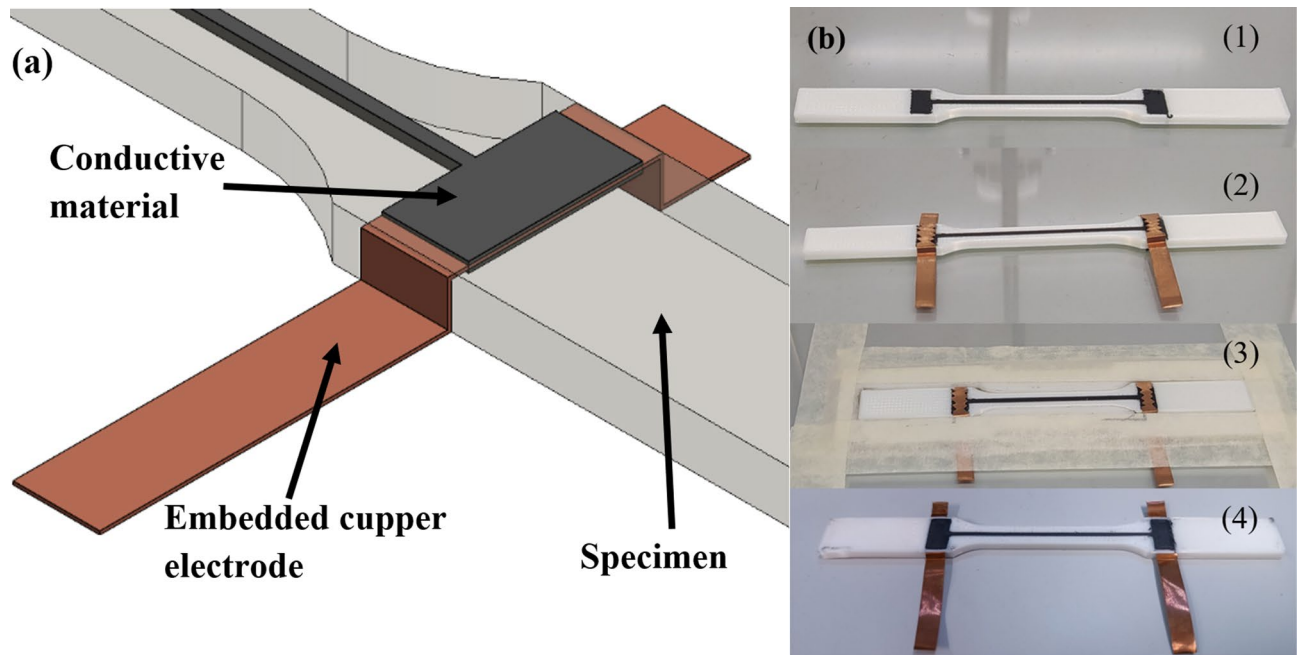 (a)
Conductive
material
Embedded cupper
electrode
Specimen
(b)
(1)
(2)
(3)
(4)